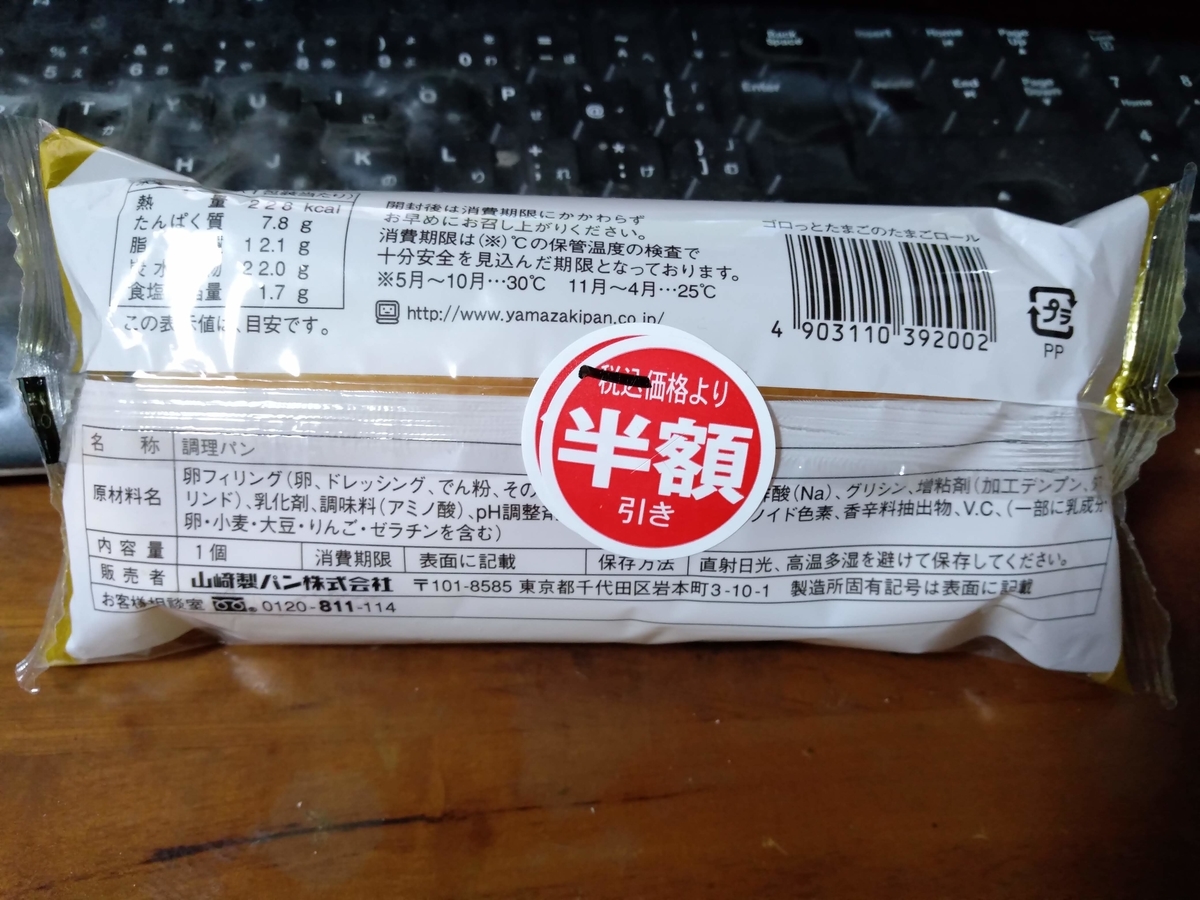 熱 量 228 kcal
たんぱく質 7.8 g
脂 12.1 g
22.0 g
食塩 量 1.7 g
この表示値は、目安です。
開封後は消費期限にかかわらず
お早めにお召し上がりください。
消費期限は(※)℃の保管温度の検査で
十分安全を見込んだ期限となっております。
※5月～10月…30℃ 11月～4月…25℃
http://www.yamazakipan.co.jp/
ゴロっとたまごのたまごロール
4 903110 392002
プラ
PP
税込価格より
半額
引き
名 称 調理パン
原材料名 卵フィリング(卵、ドレッシング、でん粉、その 酸(Na)、グリシン、増粘剤(加工デンプン、
リンド)、乳化剤、調味料(アミノ酸)、pH調整剤 ノイド色素、香辛料抽出物、V.C.、(一部に乳成分・
卵・小麦・大豆・りんご・ゼラチンを含む)
内容量 1個 消費期限 表面に記載 保存方法 直射日光、高温多湿を避けて保存してください。
販売者 山崎製パン株式会社 〒101-8585 東京都千代田区岩本町3-10-1 製造所固有記号は表面に記載
お客様相談室 0120-811-114